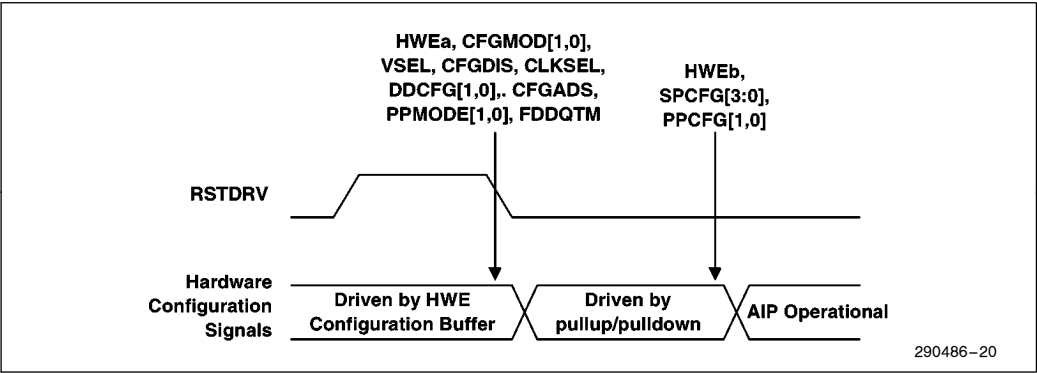 HWEa, CFGMOD[1,0],
VSEL, CFGDIS, CLKSEL,
DDCFG[1,0],. CFGADS,
PPMODE[1,0], FDDQTM
HWEb,
SPCFG[3:0],
PPCFG[1,0]
RSTDRV
Hardware
Configuration
Signals
Driven by HWE
Configuration Buffer
Driven by
pullup/pulldown
AIP Operational
290486–20